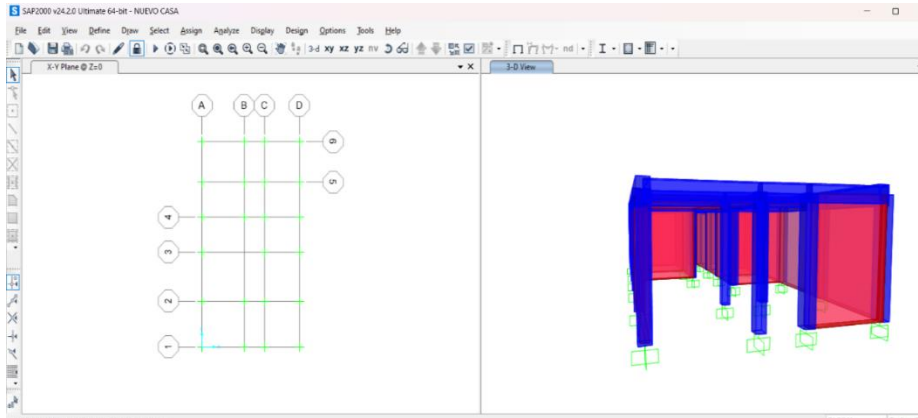 SAP2000 v24.2.0 Ultimate 64-bit - NUEVO CASA
File Edit View Define Draw Select Assign Analyze Display Design Options Tools Help
3-d xy xz yz nv nd
X-Y Plane @ Z=0
3-D View
A B C D
6
5
4
3
2
1